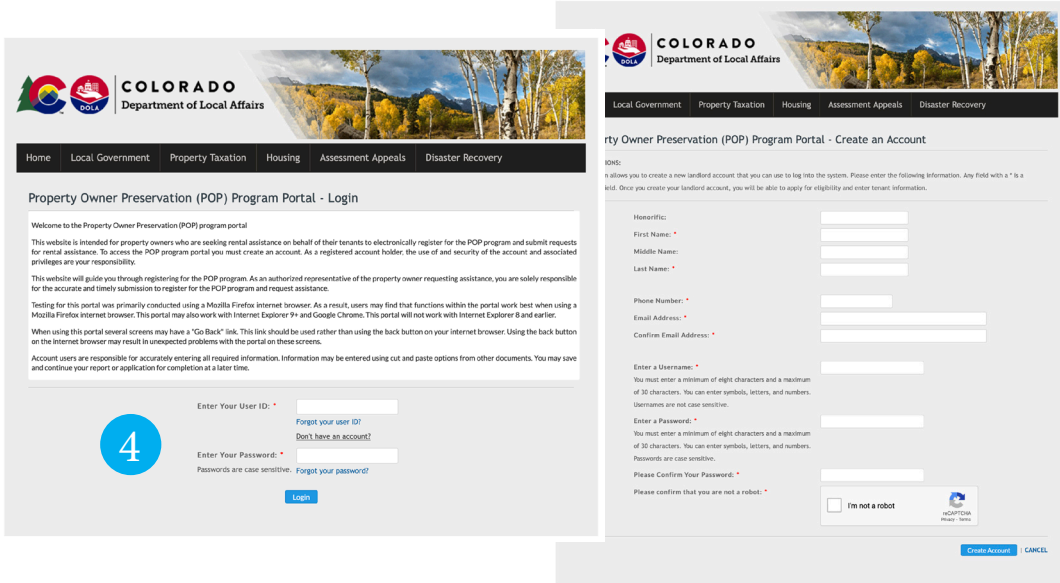 COLORADO
Department of Local Affairs
DOLA
Home Local Government Property Taxation Housing Assessment Appeals Disaster Recovery
Property Owner Preservation (POP) Program Portal - Login
Welcome to the Property Owner Preservation (POP) program portal
This website is intended for property owners who are seeking rental assistance on behalf of their tenants to electronically register for the POP program and submit requests
for rental assistance. To access the POP program portal you must create an account. As a registered account holder, the use of and security of the account and associated
privileges are your responsibility.
This website will guide you through registering for the POP program. As an authorized representative of the property owner requesting assistance, you are solely responsible
for the accurate and timely submission to register for the POP program and request assistance.
Testing for this portal was primarily conducted using a Mozilla Firefox internet browser. As a result, users may find that functions within the portal work best when using a
Mozilla Firefox internet browser. This portal may also work with Internet Explorer 9+ and Google Chrome. This portal will not work with Internet Explorer 8 and earlier.
When using this portal several screens may have a "Go Back" link. This link should be used rather than using the back button on your internet browser. Using the back button
on the internet browser may result in unexpected problems with the portal on these screens.
Account users are responsible for accurately entering all required information. Information may be entered using cut and paste options from other documents. You may save
and continue your report or application for completion at a later time.
4
Enter Your User ID: *
Forgot your user ID?
Don't have an account?
Enter Your Password: *
Passwords are case sensitive. Forgot your password?
Login
COLORADO
Department of Local Affairs
DOLA
Local Government Property Taxation Housing Assessment Appeals Disaster Recovery
rty Owner Preservation (POP) Program Portal - Create an Account
IONS:
n allows you to create a new landlord account that you can use to log into the system. Please enter the following information. Any field with a * is a
ield. Once you create your landlord account, you will be able to apply for eligibility and enter tenant information.
Honorific:
First Name: *
Middle Name:
Last Name: *
Phone Number: *
Email Address: *
Confirm Email Address: *
Enter a Username: *
You must enter a minimum of eight characters and a maximum
of 30 characters. You can enter symbols, letters, and numbers.
Usernames are not case sensitive.
Enter a Password: *
You must enter a minimum of eight characters and a maximum
of 30 characters. You can enter symbols, letters, and numbers.
Passwords are case sensitive.
Please Confirm Your Password: *
Please confirm that you are not a robot: *
I'm not a robot
reCAPTCHA
Privacy - Terms
Create Account | CANCEL